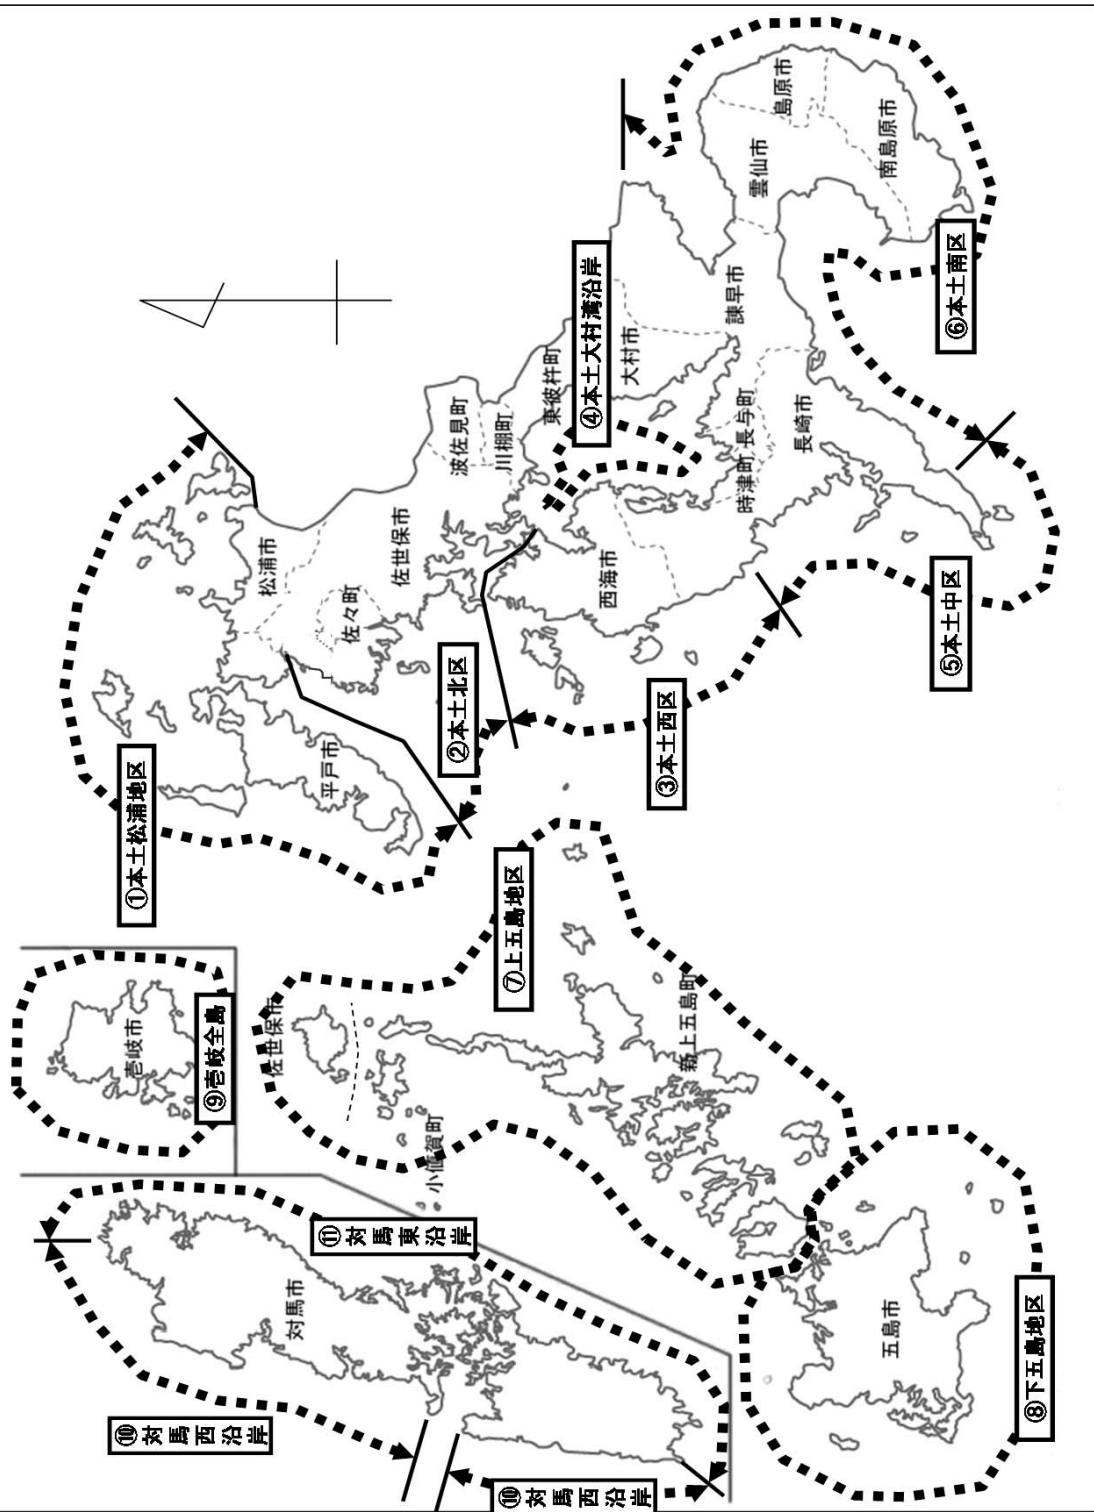 ①本土松浦地区
②本土北区
③本土西区
④本土大村湾沿岸
⑤本土中区
⑥本土南区
⑦上五島地区
⑧下五島地区
⑨壱岐全島
⑩対馬西沿岸
⑩対馬西沿岸
⑪対馬東沿岸
松浦市
佐々町
佐世保市
平戸市
波佐見町
川棚町
東彼杵町
大村市
諫早市
雲仙市
島原市
南島原市
長与町
時津町
長崎市
西海市
壱岐市
佐世保市
小値賀町
新上五島町
対馬市
五島市